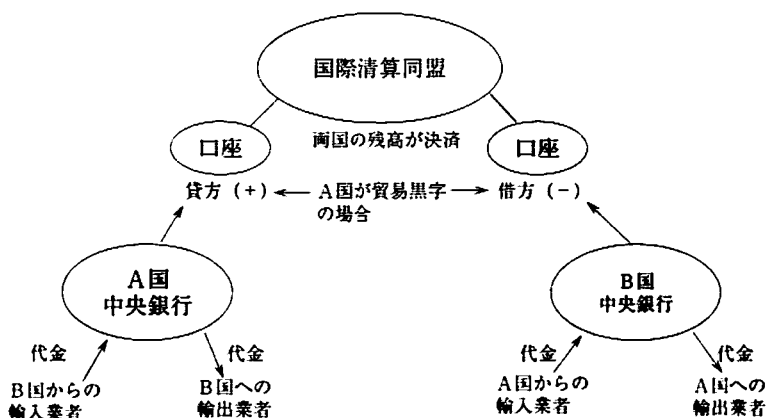 国際清算同盟
口座
画国の残高が決済
口座
貸方（+）
A国が貿易黒字
の場合
借方（−）
A国
中央銀行
B国
中央銀行
代金
代金
代金
代金
B国からの
輸入業者
B国への
輸出業者
A国からの
輸入業者
A国への
輸出業者